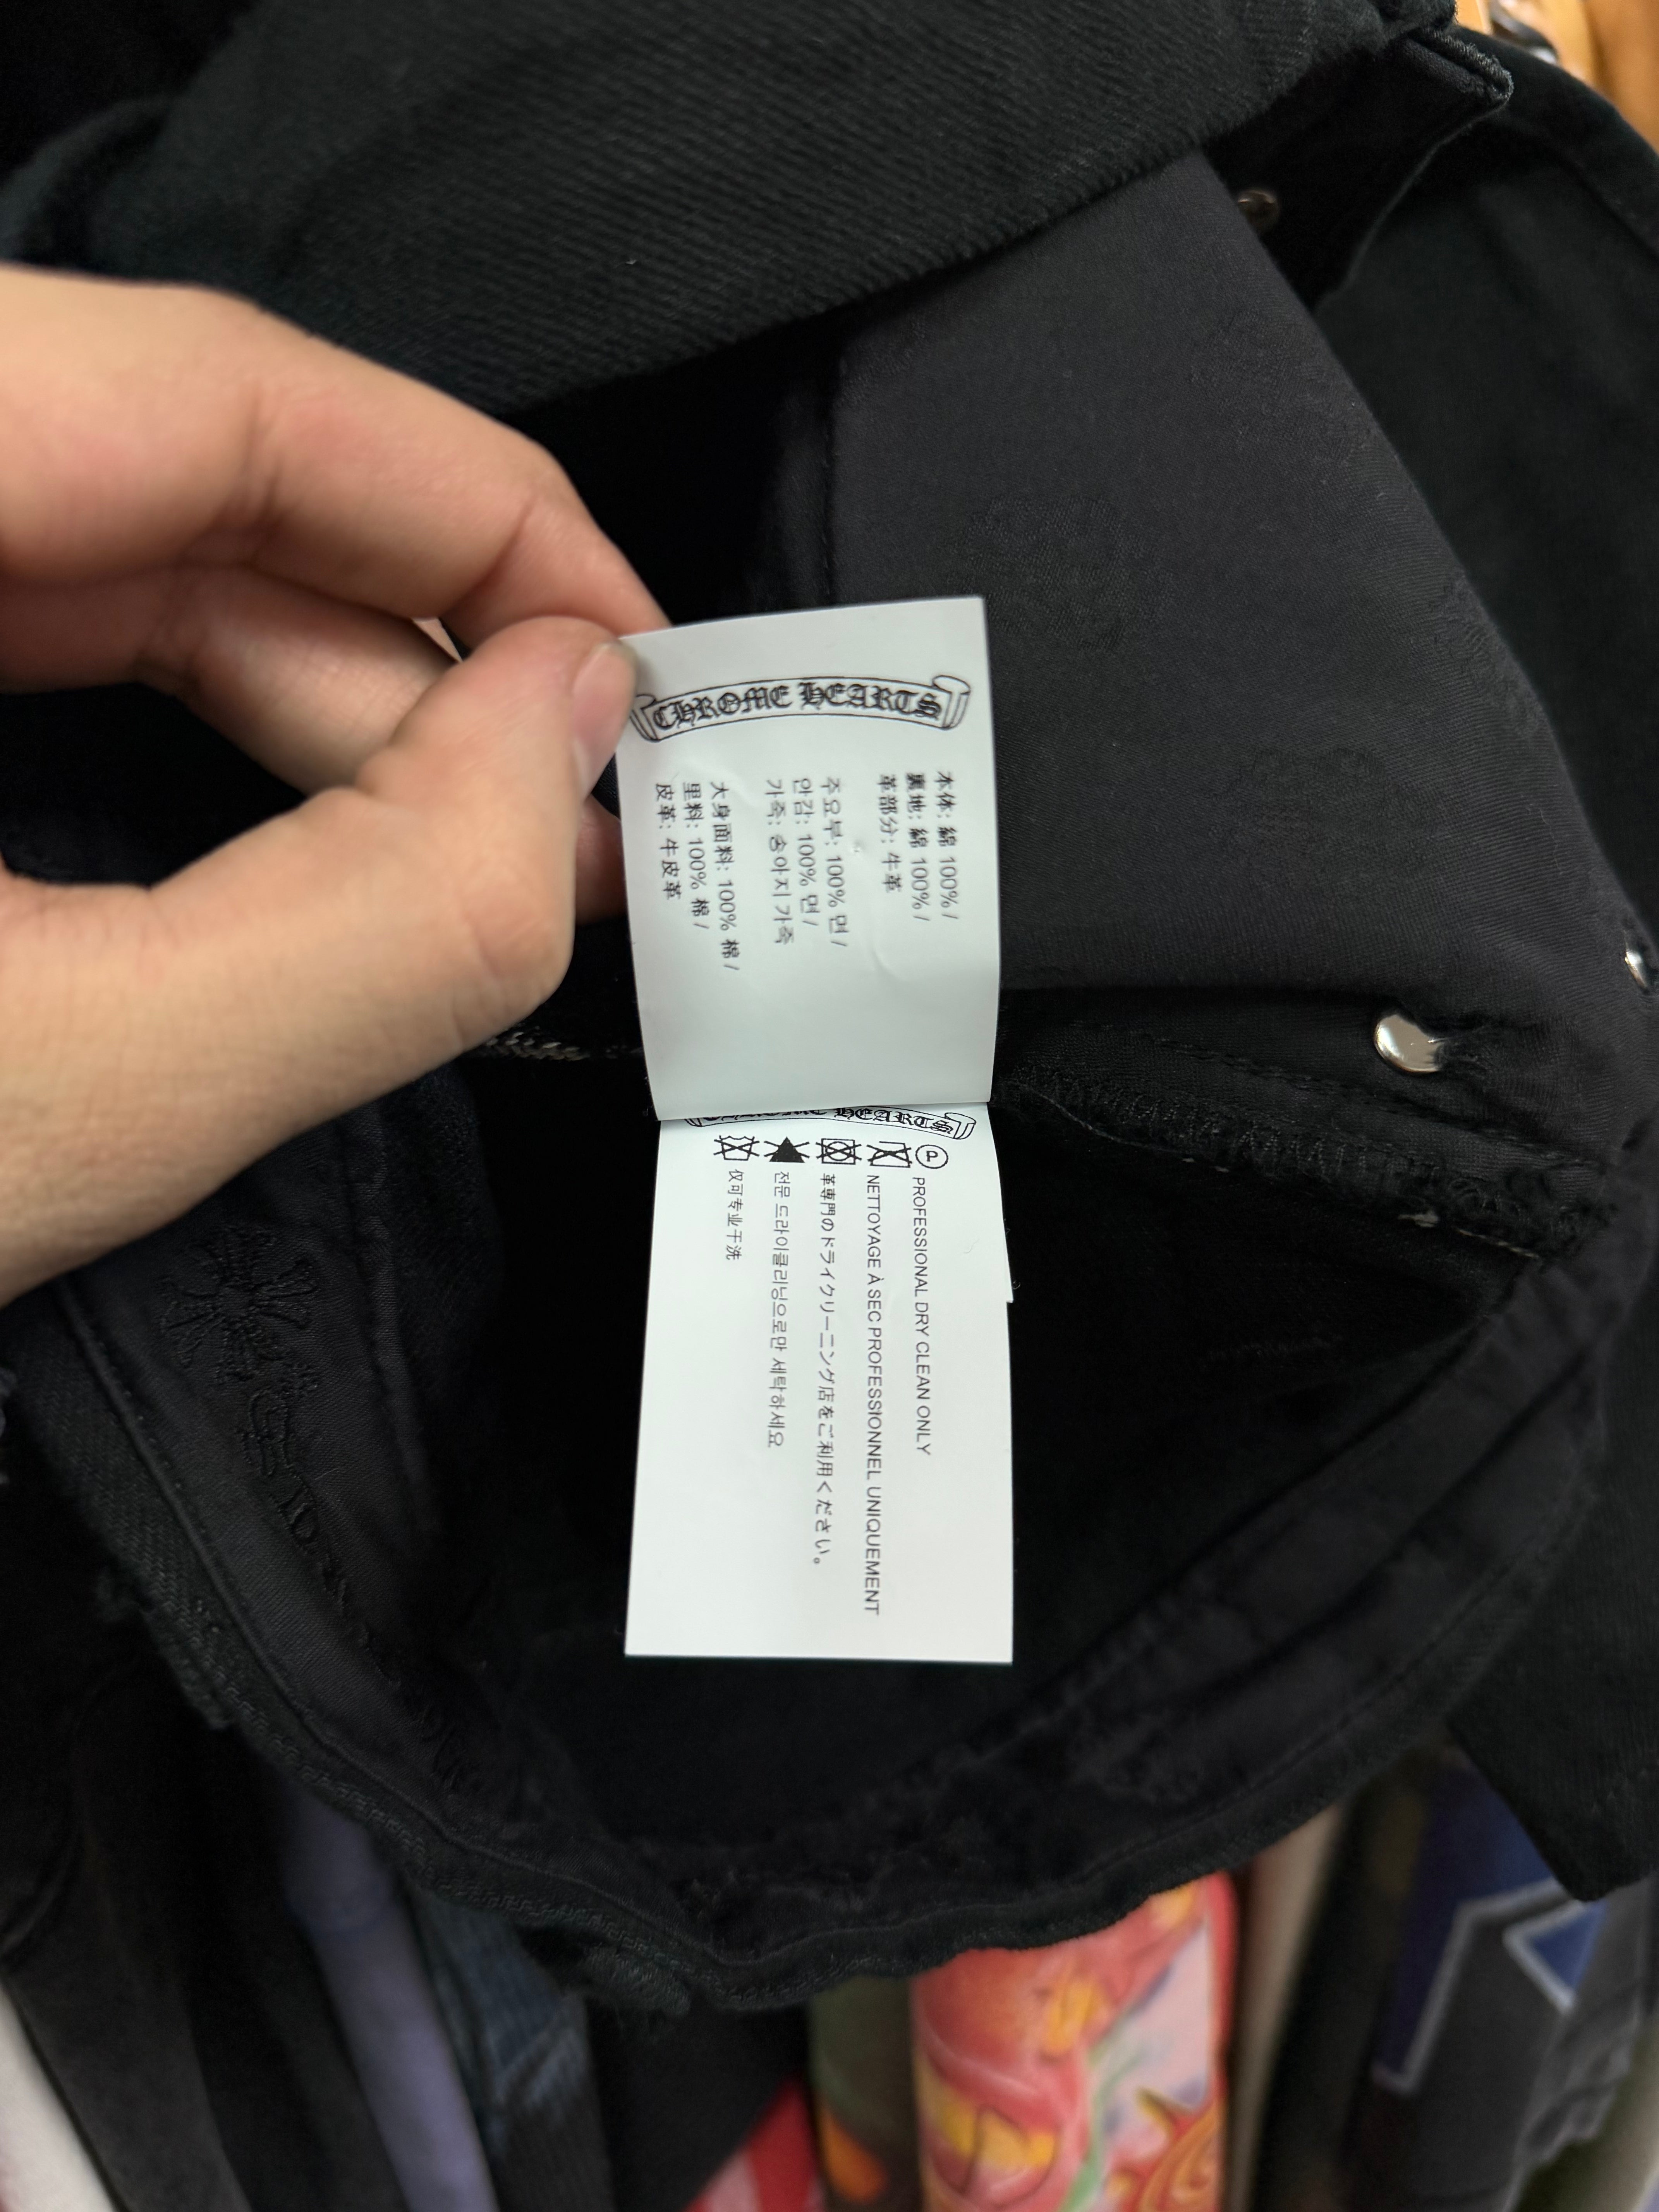 CHROME HEARTS
本体: 綿 100% /
裏地: 綿 100% /
革部分: 牛革
주요부: 100% 면 /
안감: 100% 면 /
가죽: 송아지 가죽
大身面料: 100% 棉 /
里料: 100% 棉 /
皮革: 牛皮革
CHROME HEARTS
P
PROFESSIONAL DRY CLEAN ONLY
NETTOYAGE À SEC PROFESSIONNEL UNIQUEMENT
革専門のドライクリーニング店をご利用ください。
전문 드라이클리닝으로만 세탁하세요
仅可专业干洗